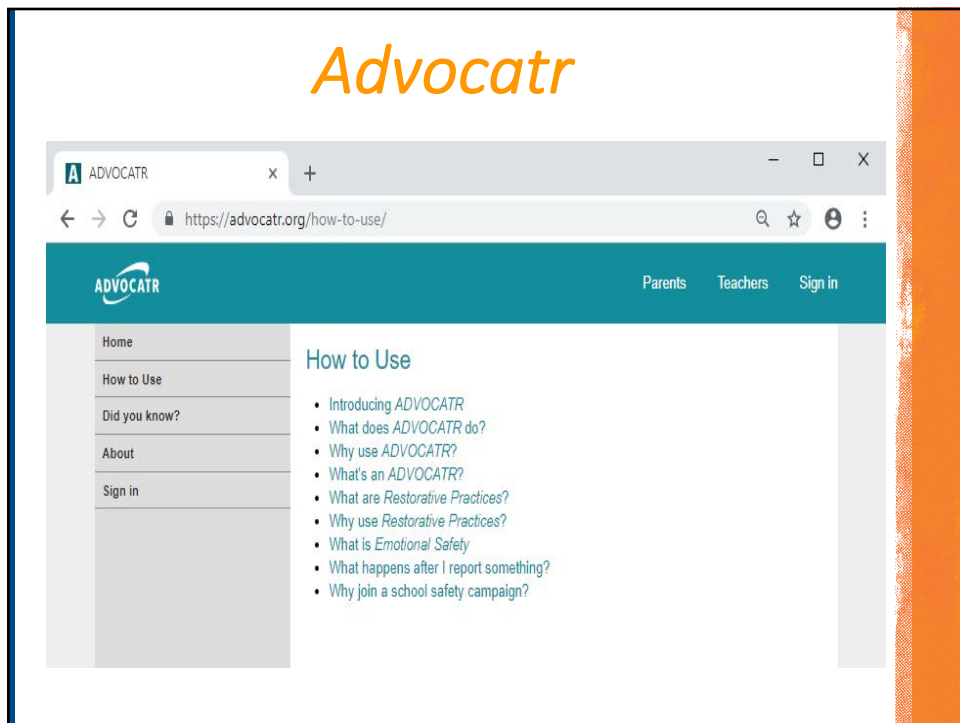 Advocatr
A ADVOCATR
https://advocatr.org/how-to-use/
ADVOCATR
Parents Teachers Sign in
Home
How to Use
Did you know?
About
Sign in
How to Use
• Introducing ADVOCATR
• What does ADVOCATR do?
• Why use ADVOCATR?
• What's an ADVOCATR?
• What are Restorative Practices?
• Why use Restorative Practices?
• What is Emotional Safety
• What happens after I report something?
• Why join a school safety campaign?